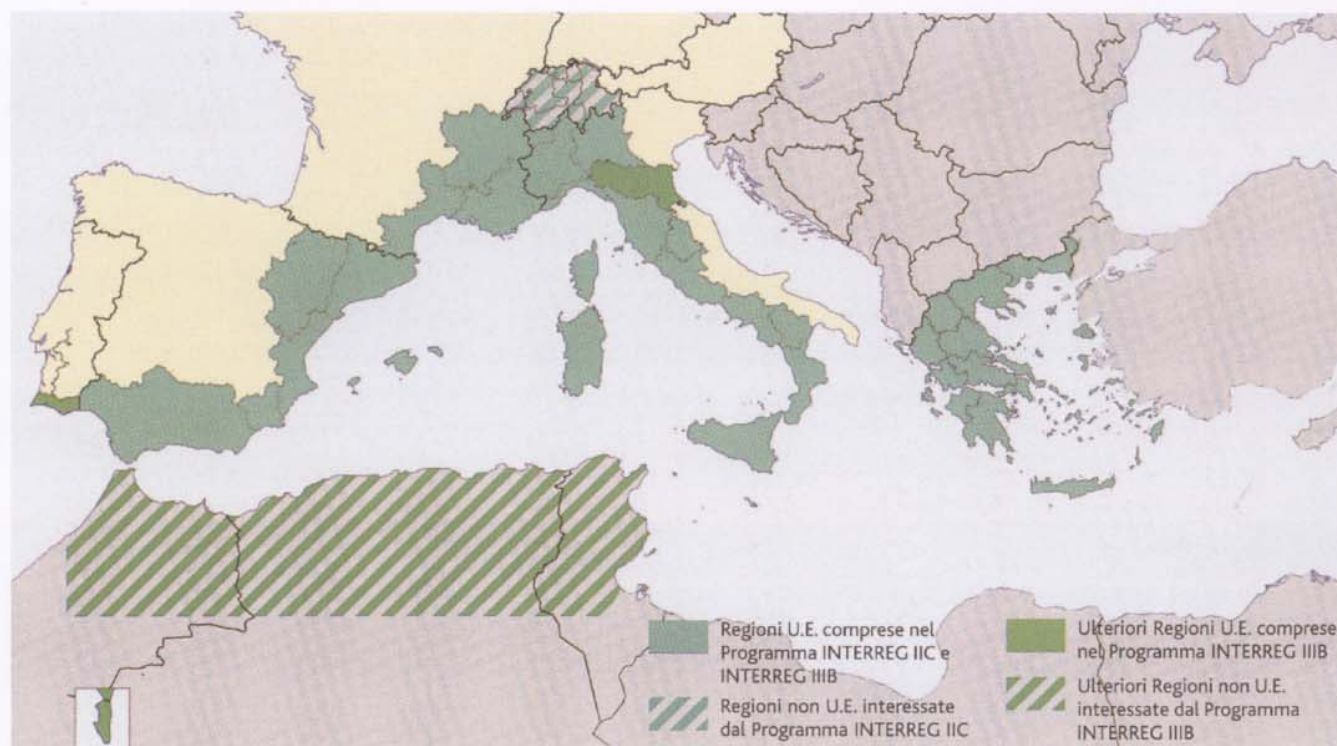 Regioni U.E. comprese nel
Programma INTERREG IIC e
INTERREG IIIB
Regioni non U.E. interessate
dal Programma INTERREG IIC
Ulteriori Regioni U.E. comprese
nel Programma INTERREG IIIB
Ulteriori Regioni non U.E.
interessate dal Programma
INTERREG IIIB